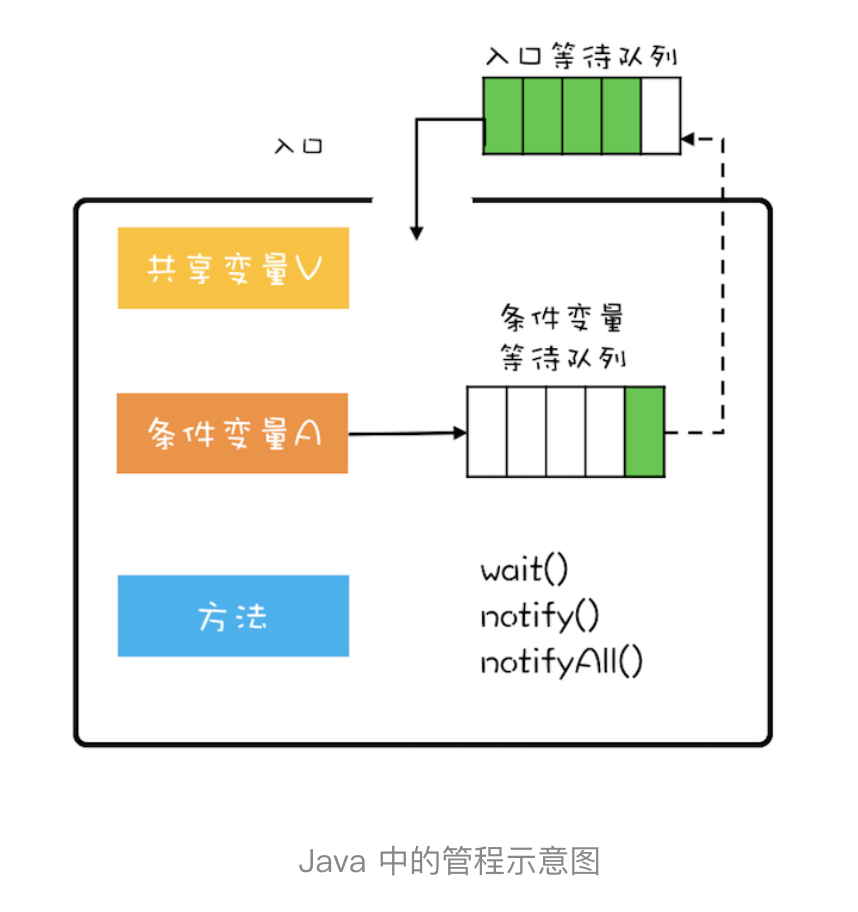 入口等待队列
入口
共享变量V
条件变量
等待队列
条件变量A
wait()
notify()
notifyAll()
方法
Java 中的管程示意图